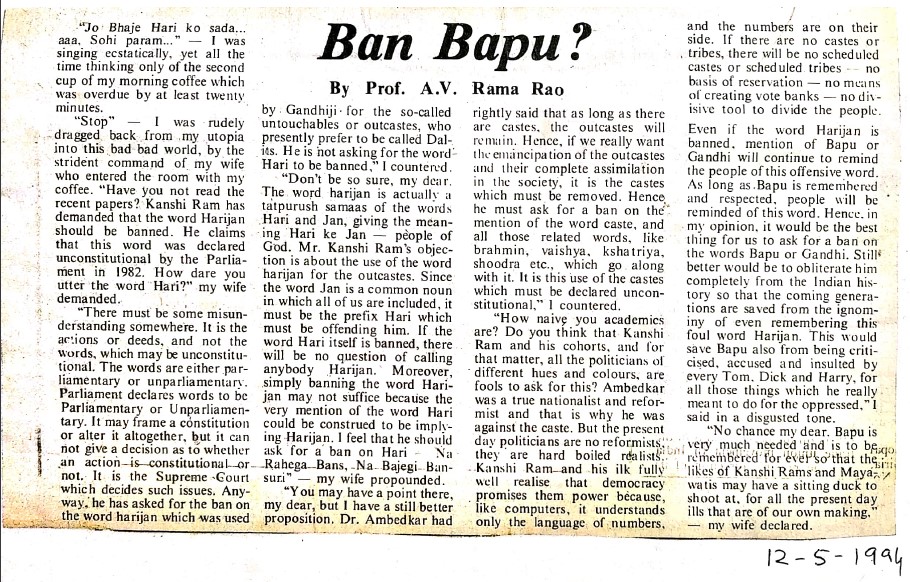 Ban Bapu?
By Prof. A.V. Rama Rao
"Jo Bhaje Hari ko sada...
aaa, Sohi param..." — I was
singing ecstatically, yet all the
time thinking only of the second
cup of my morning coffee which
was overdue by at least twenty
minutes.
"Stop" — I was rudely
dragged back from my utopia
into this bad bad world, by the
strident command of my wife
who entered the room with my
coffee. "Have you not read the
recent papers? Kanshi Ram has
demanded that the word Harijan
should be banned. He claims
that this word was declared
unconstitutional by the Parlia-
ment in 1982. How dare you
utter the word Hari?" my wife
demanded.
"There must be some misun-
derstanding somewhere. It is the
actions or deeds, and not the
words, which may be unconstitu-
tional. The words are either par-
liamentary or unparliamentary.
Parliament declares words to be
Parliamentary or Unparliamen-
tary. It may frame a constitution
or alter it altogether, but it can
not give a decision as to whether
an action is constitutional or
not. It is the Supreme Court
which decides such issues. Any-
way, he has asked for the ban on
the word harijan which was used
by Gandhiji for the so-called
untouchables or outcastes, who
presently prefer to be called Dal-
its. He is not asking for the word
Hari to be banned," I countered.
"Don't be so sure, my dear.
The word harijan is actually a
tatpurush samaas of the words
Hari and Jan, giving the mean-
ing Hari ke Jan — people of
God. Mr. Kanshi Ram's objec-
tion is about the use of the word
harijan for the outcastes. Since
the word Jan is a common noun
in which all of us are included, it
must be the prefix Hari which
must be offending him. If the
word Hari itself is banned, there
will be no question of calling
anybody Harijan. Moreover,
simply banning the word Hari-
jan may not suffice because the
very mention of the word Hari
could be construed to be imply-
ing Harijan. I feel that he should
ask for a ban on Hari - Na
Rahega Bans, Na Bajegi Ban-
suri" — my wife propounded.
"You may have a point there,
my dear, but I have a still better
proposition. Dr. Ambedkar had
rightly said that as long as there
are castes, the outcastes will
remain. Hence, if we really want
the emancipation of the outcastes
and their complete assimilation
in the society, it is the castes
which must be removed. Hence
he must ask for a ban on the
mention of the word caste, and
all those related words, like
brahmin, vaishya, kshatriya,
shoodra etc., which go along
with it. It is this use of the castes
which must be declared uncon-
stitutional," I countered.
"How naive you academics
are? Do you think that Kanshi
Ram and his cohorts, and for
that matter, all the politicians of
different hues and colours, are
fools to ask for this? Ambedkar
was a true nationalist and refor-
mist and that is why he was
against the caste. But the present
day politicians are no reformists,
they are hard boiled realists.
Kanshi Ram and his ilk fully
well realise that democracy
promises them power because,
like computers, it understands
only the language of numbers,
and the numbers are on their
side. If there are no castes or
tribes, there will be no scheduled
castes or scheduled tribes — no
basis of reservation — no means
of creating vote banks — no div-
isive tool to divide the people.
Even if the word Harijan is
banned, mention of Bapu or
Gandhi will continue to remind
the people of this offensive word.
As long as Bapu is remembered
and respected, people will be
reminded of this word. Hence, in
my opinion, it would be the best
thing for us to ask for a ban on
the words Bapu or Gandhi. Still
better would be to obliterate him
completely from the Indian his-
tory so that the coming genera-
tions are saved from the ignom-
iny of even remembering this
foul word Harijan. This would
save Bapu also from being criti-
cised, accused and insulted by
every Tom, Dick and Harry, for
all those things which he really
meant to do for the oppressed," I
said in a disgusted tone.
"No chance my dear. Bapu is
very much needed and is to be
remembered for ever so that the
likes of Kanshi Rams and Maya-
watis may have a sitting duck to
shoot at, for all the present day
ills that are of our own making,"
— my wife declared.
12-5-1994